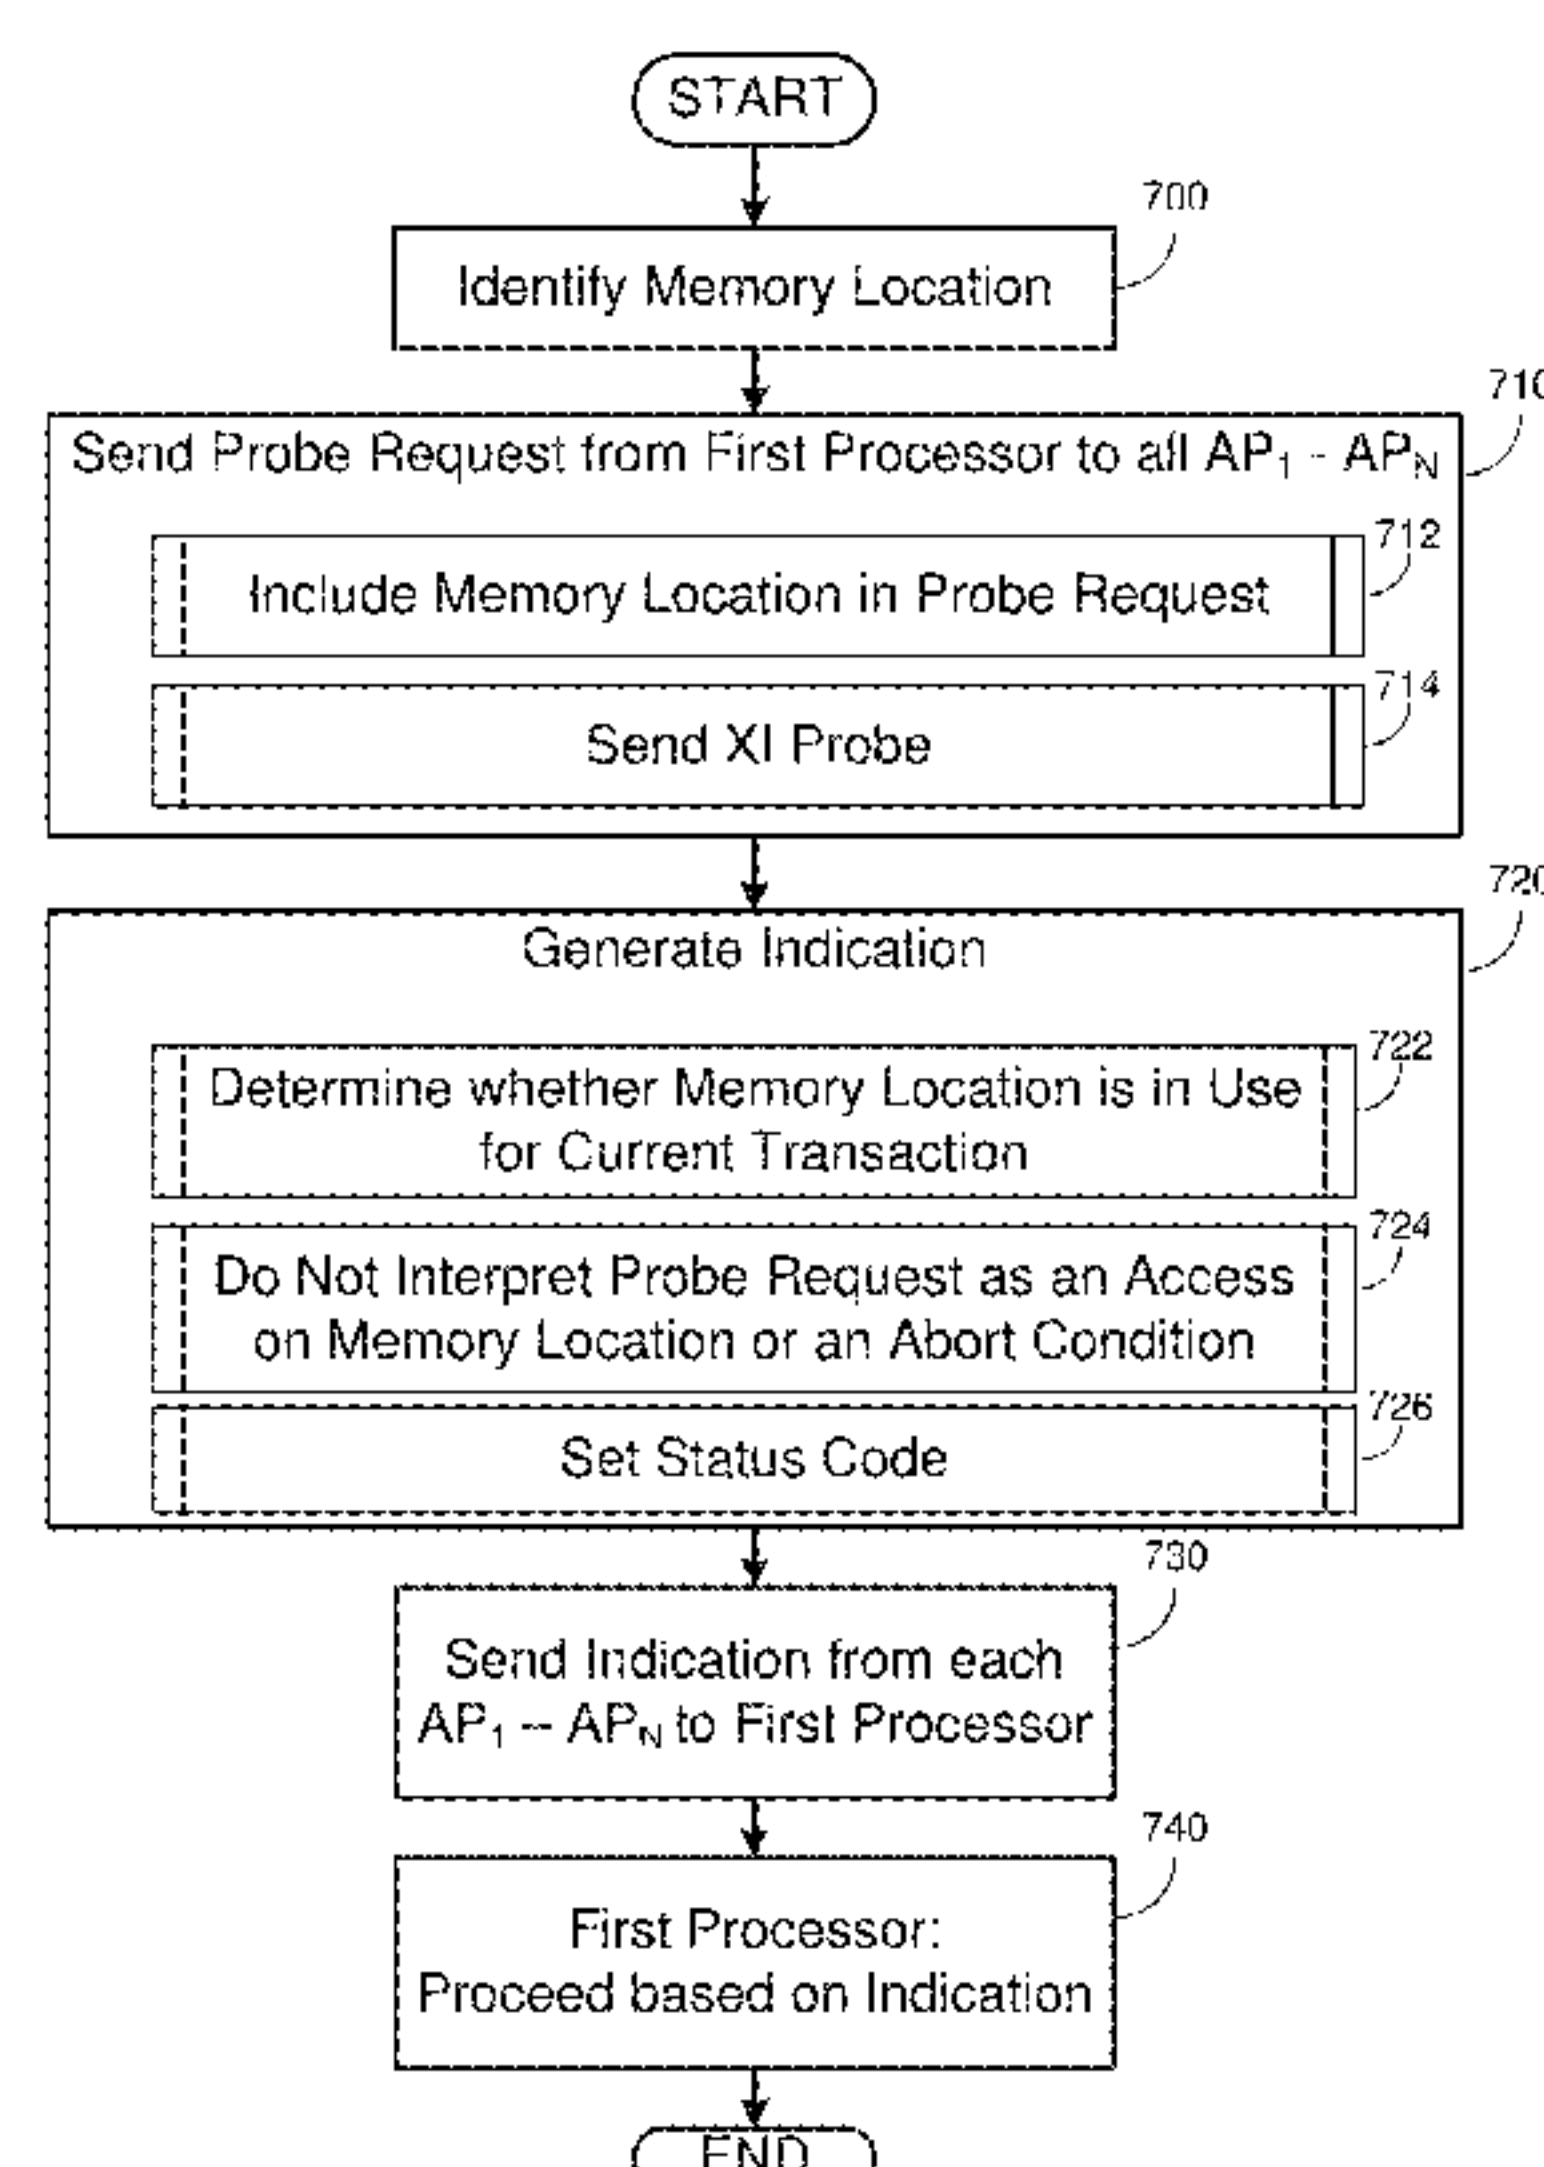 START
700
Identify Memory Location
710
Send Probe Request from First Processor to all AP₁ - APₙ
712
Include Memory Location in Probe Request
714
Send XI Probe
720
Generate Indication
722
Determine whether Memory Location is in Use
for Current Transaction
724
Do Not Interpret Probe Request as an Access
on Memory Location or an Abort Condition
726
Set Status Code
730
Send Indication from each
AP₁ -- APₙ to First Processor
740
First Processor:
Proceed based on Indication
END